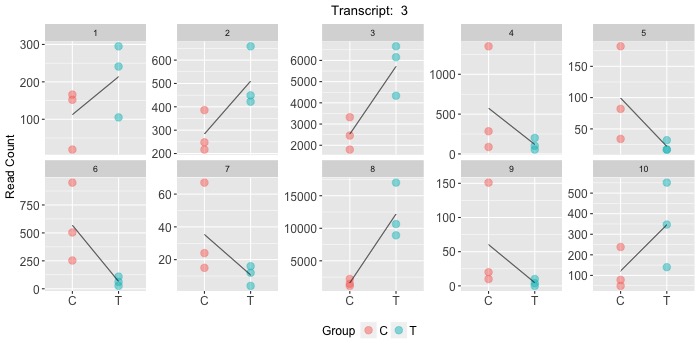 Transcript: 3
1 2 3 4 5
300 600 6000 1000 150
200 500 5000 500 100
100 400 4000 0 50
300 3000
200 2000
Read Count
6 7 8 9 10
750 60 15000 150 500
500 40 10000 100 400
250 20 5000 50 300
0 0 200
100
C T C T C T C T C T
Group C T